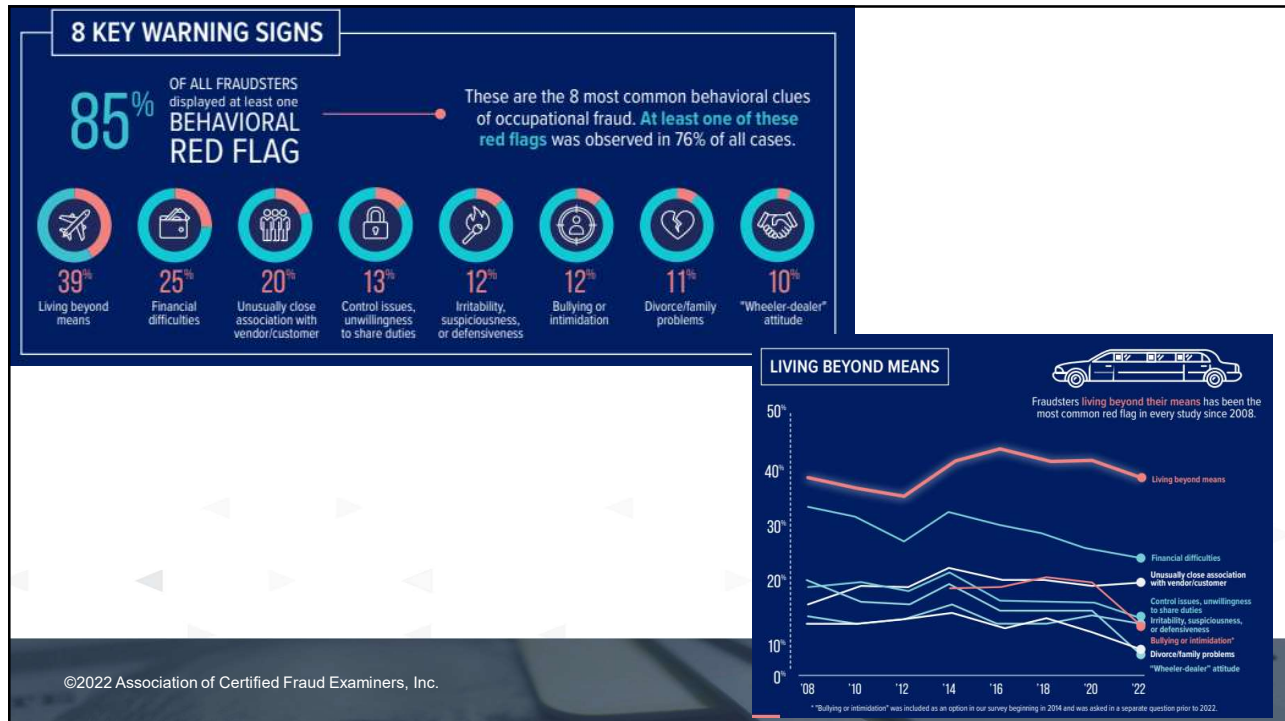 8 KEY WARNING SIGNS
85%
OF ALL FRAUDSTERS
displayed at least one
BEHAVIORAL
RED FLAG
These are the 8 most common behavioral clues
of occupational fraud. At least one of these
red flags was observed in 76% of all cases.
39%
Living beyond
means
25%
Financial
difficulties
20%
Unusually close
association with
vendor/customer
13%
Control issues,
unwillingness
to share duties
12%
Irritability,
suspiciousness,
or defensiveness
12%
Bullying or
intimidation
11%
Divorce/family
problems
10%
"Wheeler-dealer"
attitude
LIVING BEYOND MEANS
Fraudsters living beyond their means has been the
most common red flag in every study since 2008.
50%
40%
30%
20%
10%
0%
Living beyond means
Financial difficulties
Unusually close association
with vendor/customer
Control issues, unwillingness
to share duties
Irritability, suspiciousness,
or defensiveness
Bullying or intimidation*
Divorce/family problems
"Wheeler-dealer" attitude
'08 '10 '12 '14 '16 '18 '20 '22
* "Bullying or intimidation" was included as an option in our survey beginning in 2014 and was asked in a separate question prior to 2022.
©2022 Association of Certified Fraud Examiners, Inc.